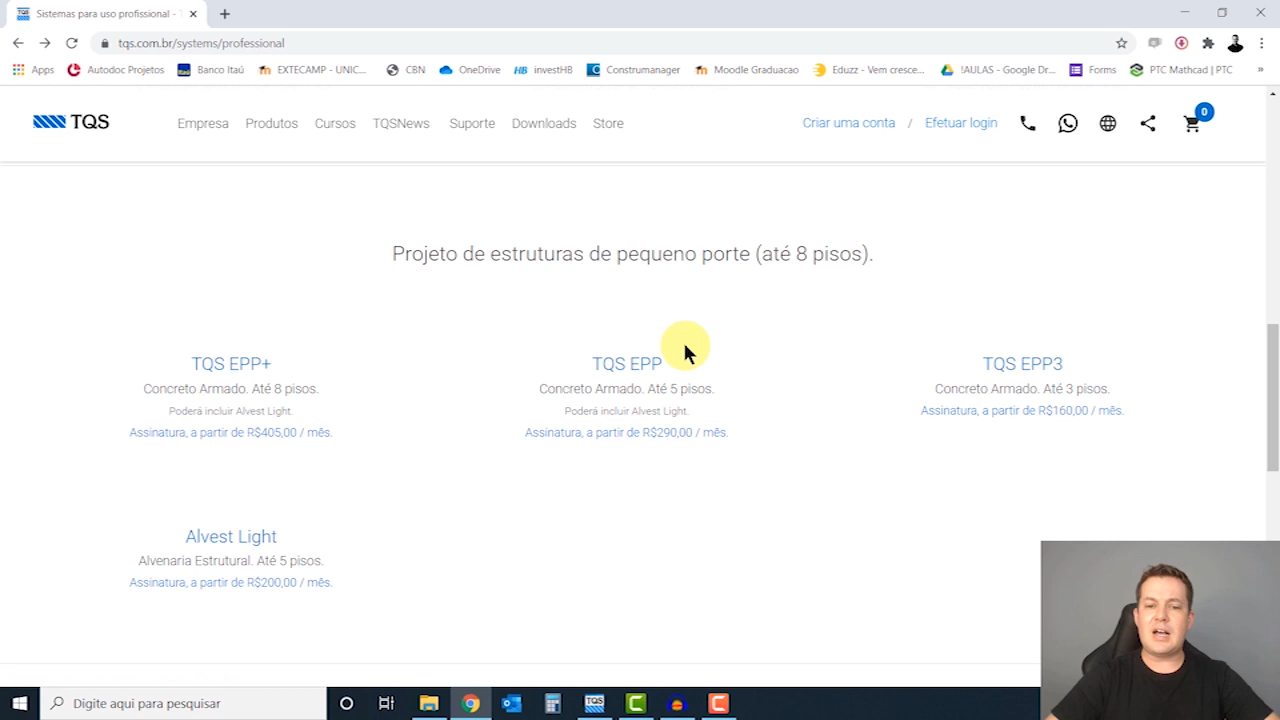 Sistemas para uso profissional -
tqs.com.br/systems/professional
Apps
Autodoc Projetos
Banco Itaú
EXTECAMP - UNIC...
CBN
OneDrive
HB investHB
Construmanager
Moodle Graduacao
Eduzz - Vem cresce...
!AULAS - Google Dr...
Forms
PTC Mathcad | PTC
»
TQS
Empresa
Produtos
Cursos
TQSNews
Suporte
Downloads
Store
Criar uma conta / Efetuar login
0
Projeto de estruturas de pequeno porte (até 8 pisos).
TQS EPP+
Concreto Armado. Até 8 pisos.
Poderá incluir Alvest Light.
Assinatura, a partir de R$405,00 / mês.
TQS EPP
Concreto Armado. Até 5 pisos.
Poderá incluir Alvest Light.
Assinatura, a partir de R$290,00 / mês.
TQS EPP3
Concreto Armado. Até 3 pisos.
Assinatura, a partir de R$160,00 / mês.
Alvest Light
Alvenaria Estrutural. Até 5 pisos.
Assinatura, a partir de R$200,00 / mês.
Digite aqui para pesquisar
TQS